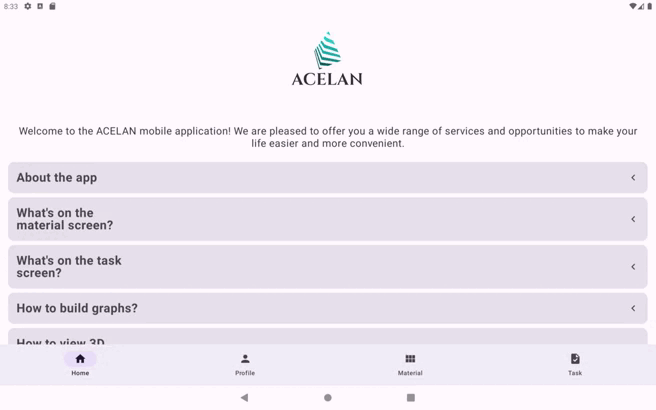 8:33
ACELAN
Welcome to the ACELAN mobile application! We are pleased to offer you a wide range of services and opportunities to make your
life easier and more convenient.
About the app
What's on the
material screen?
What's on the task
screen?
How to build graphs?
How to view 3D
Home
Profile
Material
Task